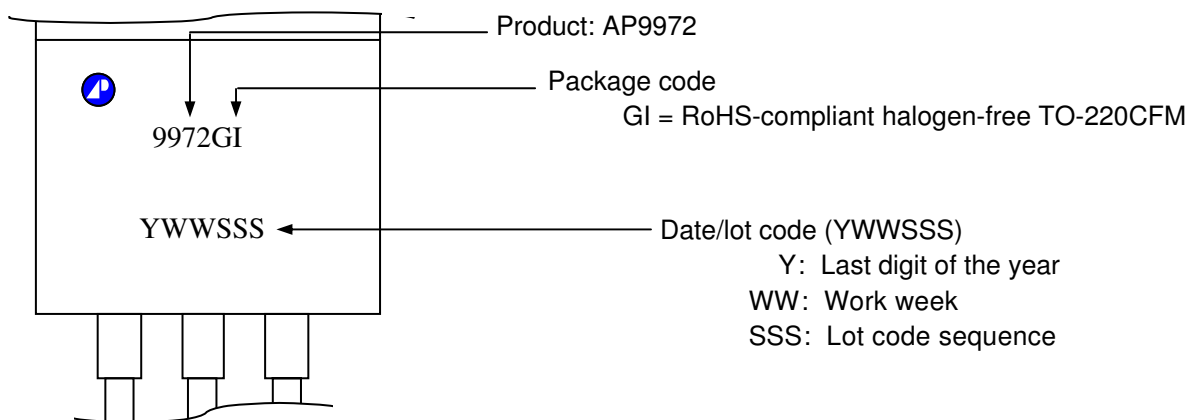 Product: AP9972
Package code
GI = RoHS-compliant halogen-free TO-220CFM
AP
9972GI
YWWSSS
Date/lot code (YWWSSS)
Y: Last digit of the year
WW: Work week
SSS: Lot code sequence